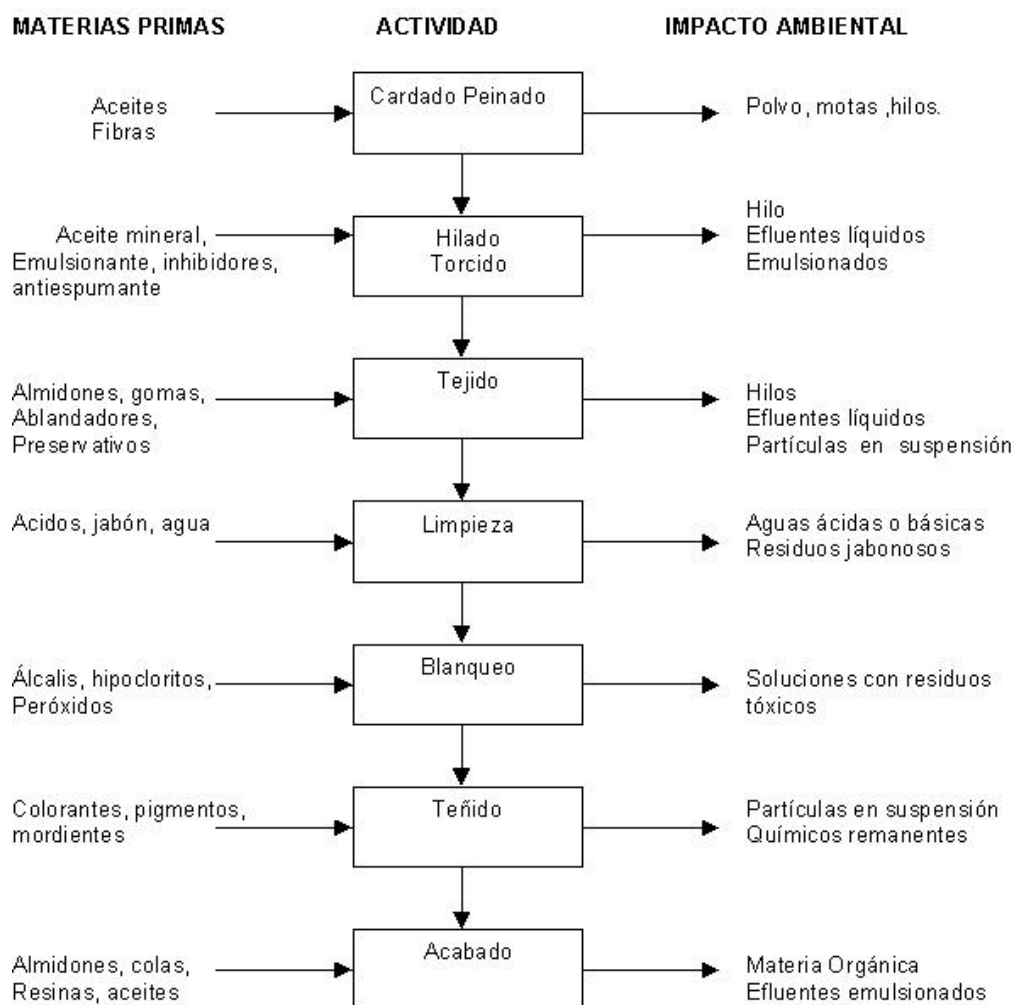 MATERIAS PRIMAS
ACTIVIDAD
IMPACTO AMBIENTAL
Aceites
Fibras
Cardado Peinado
Polvo, motas ,hilos.
Aceite mineral,
Emulsionante, inhibidores,
antiespumante
Hilado
Torcido
Hilo
Efluentes líquidos
Emulsionados
Almidones, gomas,
Ablandadores,
Preservativos
Tejido
Hilos
Efluentes líquidos
Partículas en suspensión
Acidos, jabón, agua
Limpieza
Aguas ácidas o básicas
Residuos jabonosos
Álcalis, hipocloritos,
Peróxidos
Blanqueo
Soluciones con residuos
tóxicos
Colorantes, pigmentos,
mordientes
Teñido
Partículas en suspensión
Químicos remanentes
Almidones, colas,
Resinas, aceites
Acabado
Materia Orgánica
Efluentes emulsionados